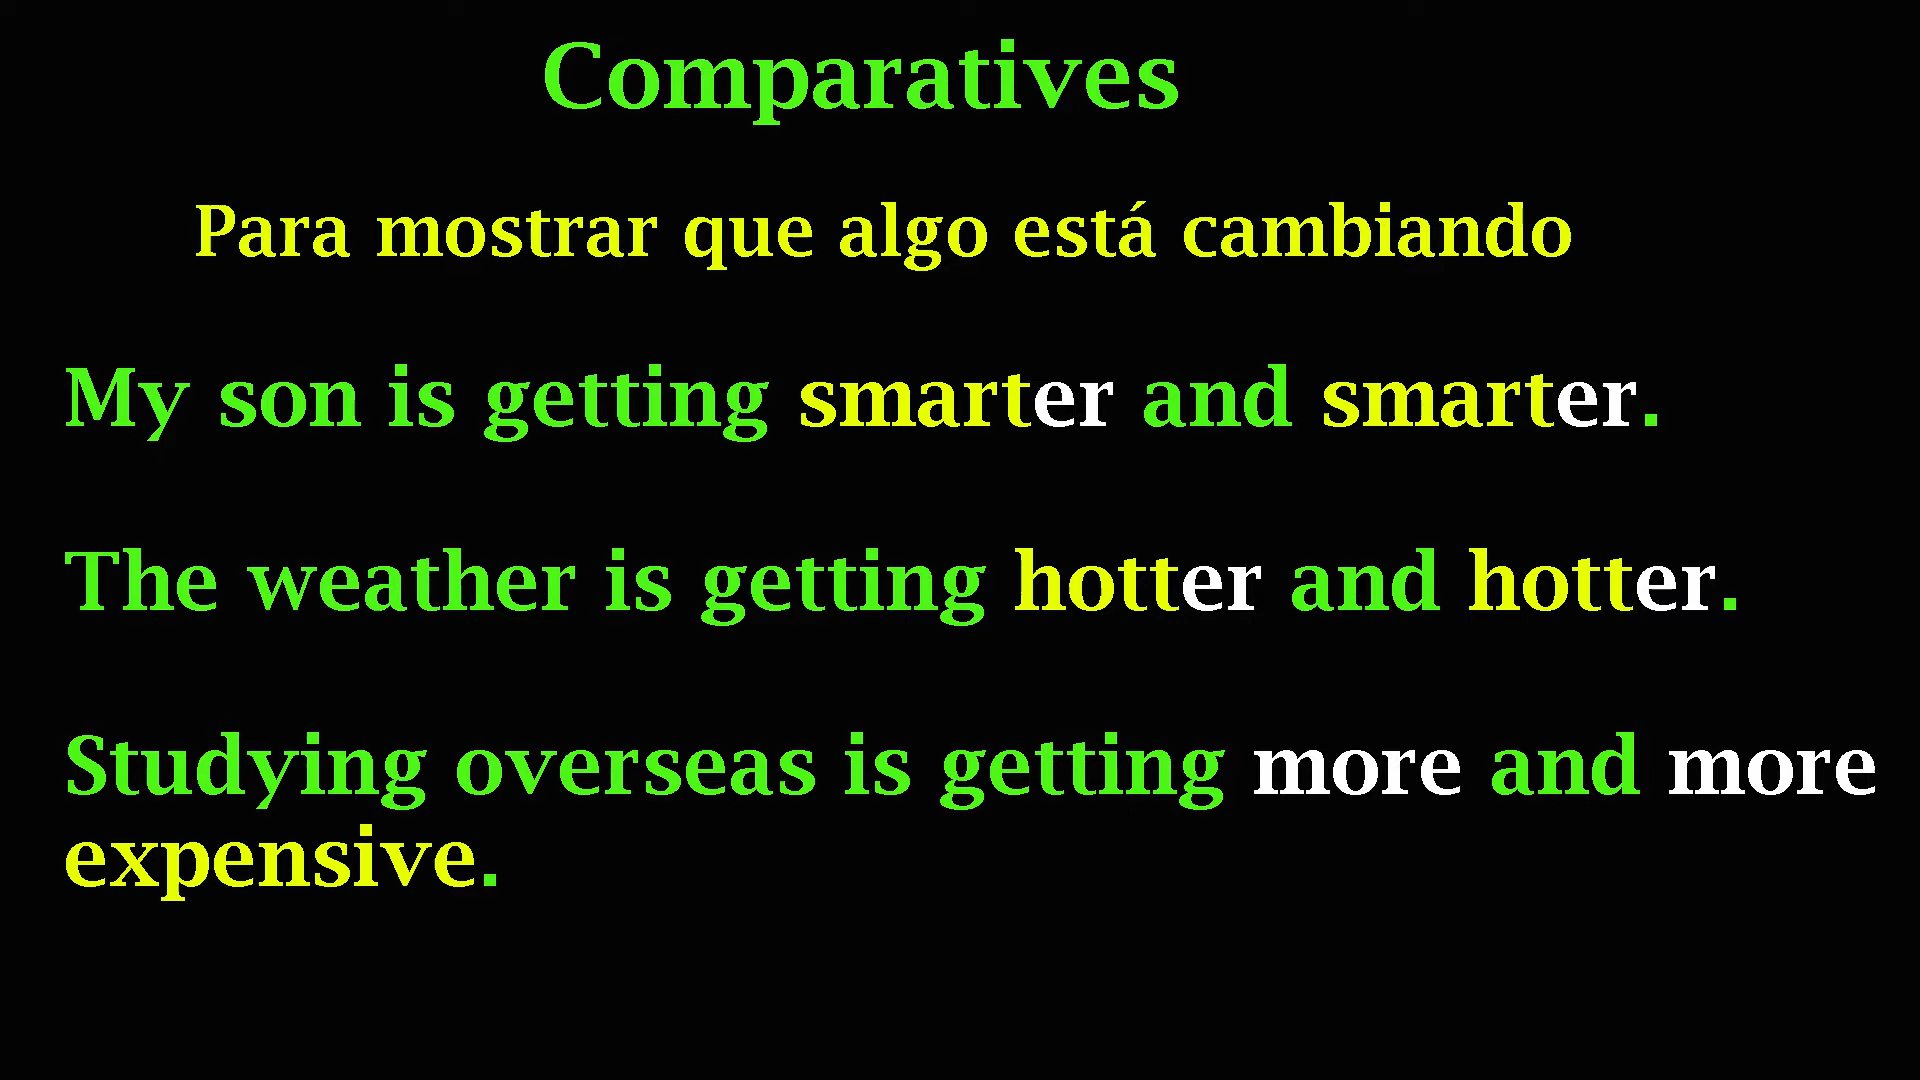 Comparatives
Para mostrar que algo está cambiando
My son is getting smarter and smarter.
The weather is getting hotter and hotter.
Studying overseas is getting more and more
expensive.